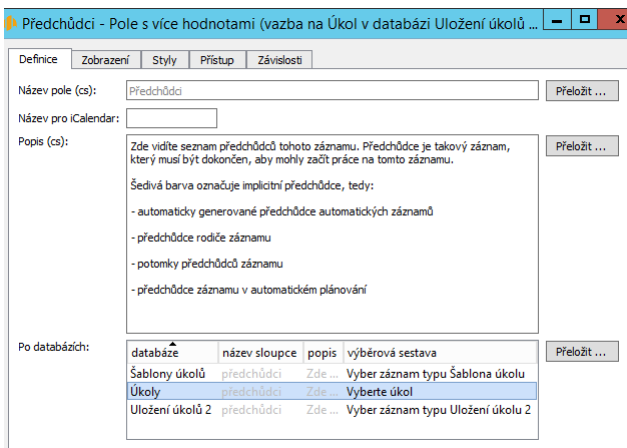 Předchůdci - Pole s více hodnotami (vazba na Úkol v databázi Uložení úkolů ...
Definice Zobrazení Styly Přístup Závislosti
Název pole (cs): Předchůdci Přeložit ...
Název pro iCalendar:
Popis (cs): Přeložit ...
Zde vidíte seznam předchůdců tohoto záznamu. Předchůdce je takový záznam,
který musí být dokončen, aby mohly začít práce na tomto záznamu.
Šedivá barva označuje implicitní předchůdce, tedy:
- automaticky generované předchůdce automatických záznamů
- předchůdce rodiče záznamu
- potomky předchůdců záznamu
- předchůdce záznamu v automatickém plánování
Po databázích: Přeložit ...
databáze název sloupce popis výběrová sestava
Šablony úkolů předchůdci Zde ... Vyber záznam typu Šablona úkolu
Úkoly předchůdci Zde ... Vyberte úkol
Uložení úkolů 2 předchůdci Zde ... Vyber záznam typu Uložení úkolu 2